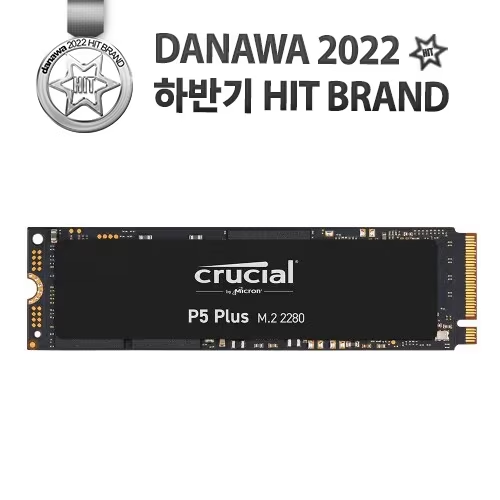 danawa 2022 HIT BRAND
HIT
DANAWA 2022 HIT
하반기 HIT BRAND
crucial
by Micron
P5 Plus M.2 2280